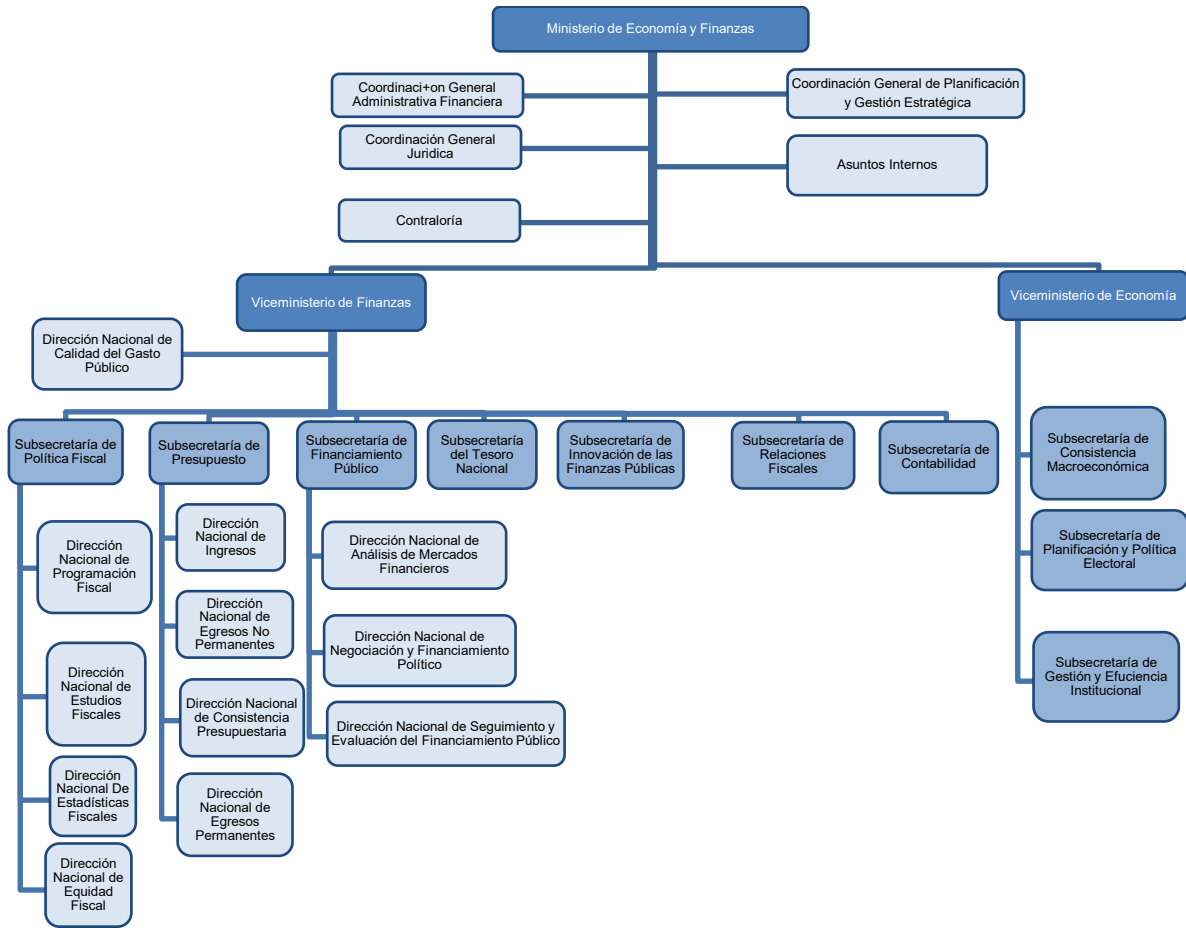 Ministerio de Economía y Finanzas
Coordinaci+on General
Administrativa Financiera
Coordinación General de Planificación
y Gestión Estratégica
Coordinación General
Juridica
Asuntos Internos
Contraloría
Viceministerio de Finanzas
Viceministerio de Economía
Dirección Nacional de
Calidad del Gasto
Público
Subsecretaría de
Política Fiscal
Subsecretaría de
Presupuesto
Subsecretaría de
Financiamiento
Público
Subsecretaría
del Tesoro
Nacional
Subsecretaría de
Innovación de las
Finanzas Públicas
Subsecretaría de
Relaciones
Fiscales
Subsecretaría de
Contabilidad
Subsecretaría de
Consistencia
Macroeconómica
Dirección
Nacional de
Programación
Fiscal
Dirección
Nacional de
Ingresos
Dirección Nacional de
Análisis de Mercados
Financieros
Subsecretaría de
Planificación y Política
Electoral
Dirección
Nacional de
Egresos No
Permanentes
Dirección Nacional de
Negociación y Financiamiento
Político
Dirección
Nacional de
Estudios
Fiscales
Subsecretaría de
Gestión y Efuciencia
Institucional
Dirección Nacional
de Consistencia
Presupuestaria
Dirección Nacional de Seguimiento y
Evaluación del Financiamiento Público
Dirección
Nacional De
Estadísticas
Fiscales
Dirección
Nacional de
Egresos
Permanentes
Dirección
Nacional de
Equidad
Fiscal